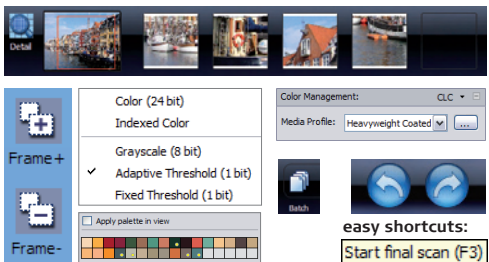 Detail
Frame+
Frame-
Color (24 bit)
Indexed Color
Grayscale (8 bit)
Adaptive Threshold (1 bit)
Fixed Threshold (1 bit)
Apply palette in view
Color Management:
CLC
Media Profile:
Heavyweight Coated
...
Batch
easy shortcuts:
Start final scan (F3)